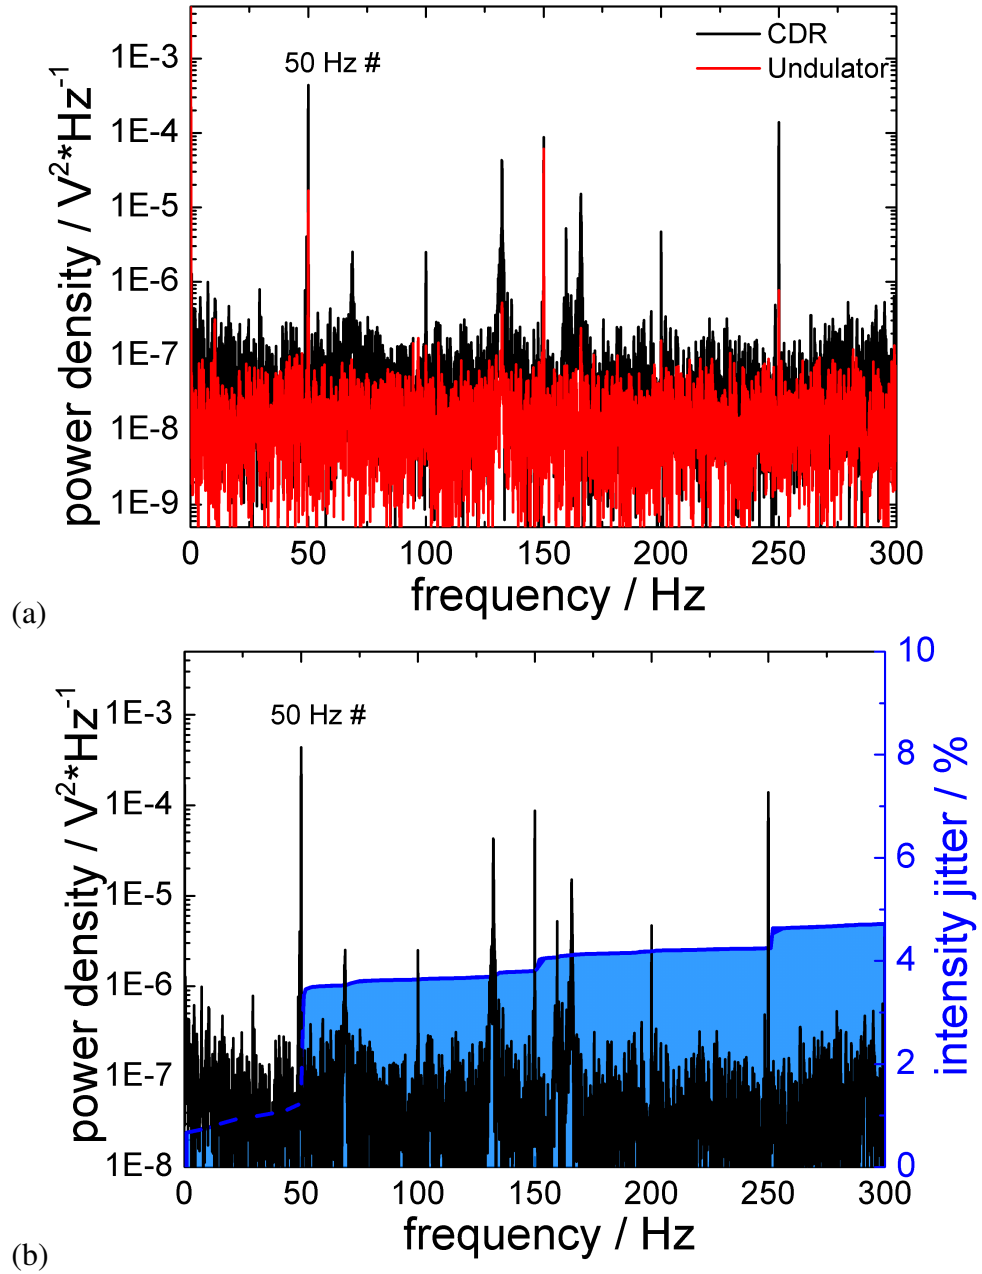 (a)
CDR
Undulator
50 Hz #
1E-3
1E-4
1E-5
1E-6
1E-7
1E-8
1E-9
power density / V²*Hz⁻¹
0 50 100 150 200 250 300
frequency / Hz
(b)
50 Hz #
1E-3
1E-4
1E-5
1E-6
1E-7
1E-8
power density / V²*Hz⁻¹
10
8
6
4
2
0
intensity jitter / %
0 50 100 150 200 250 300
frequency / Hz